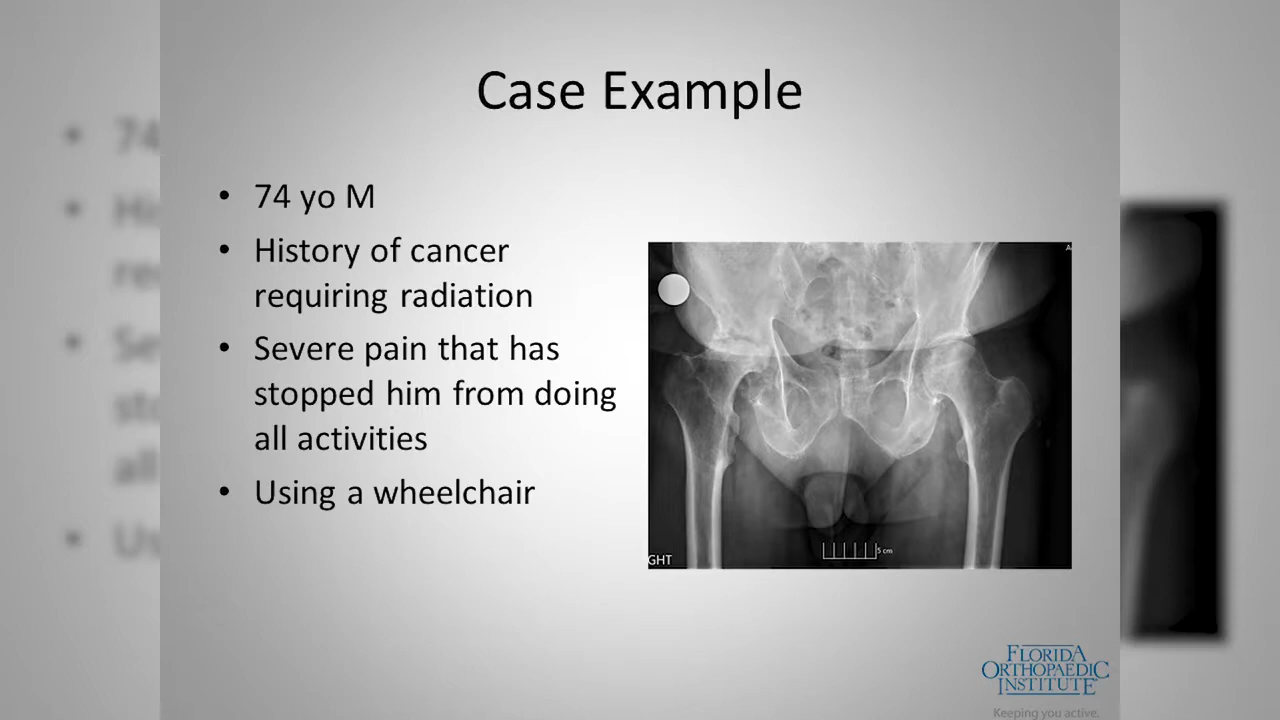 Case Example
• 74 yo M
• History of cancer
requiring radiation
• Severe pain that has
stopped him from doing
all activities
• Using a wheelchair
GHT
5 cm
FLORIDA
ORTHOPAEDIC
INSTITUTE
Keeping you active.